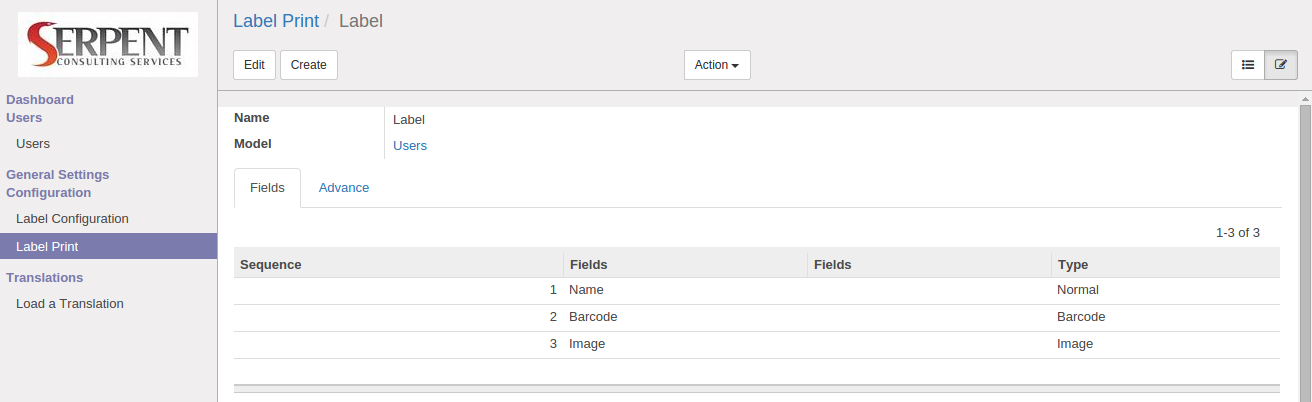 SERPENT
CONSULTING SERVICES
Dashboard
Users
Users
General Settings
Configuration
Label Configuration
Label Print
Translations
Load a Translation
Label Print / Label
Edit Create Action
Name Label
Model Users
Fields Advance
1-3 of 3
Sequence Fields Fields Type
1 Name Normal
2 Barcode Barcode
3 Image Image